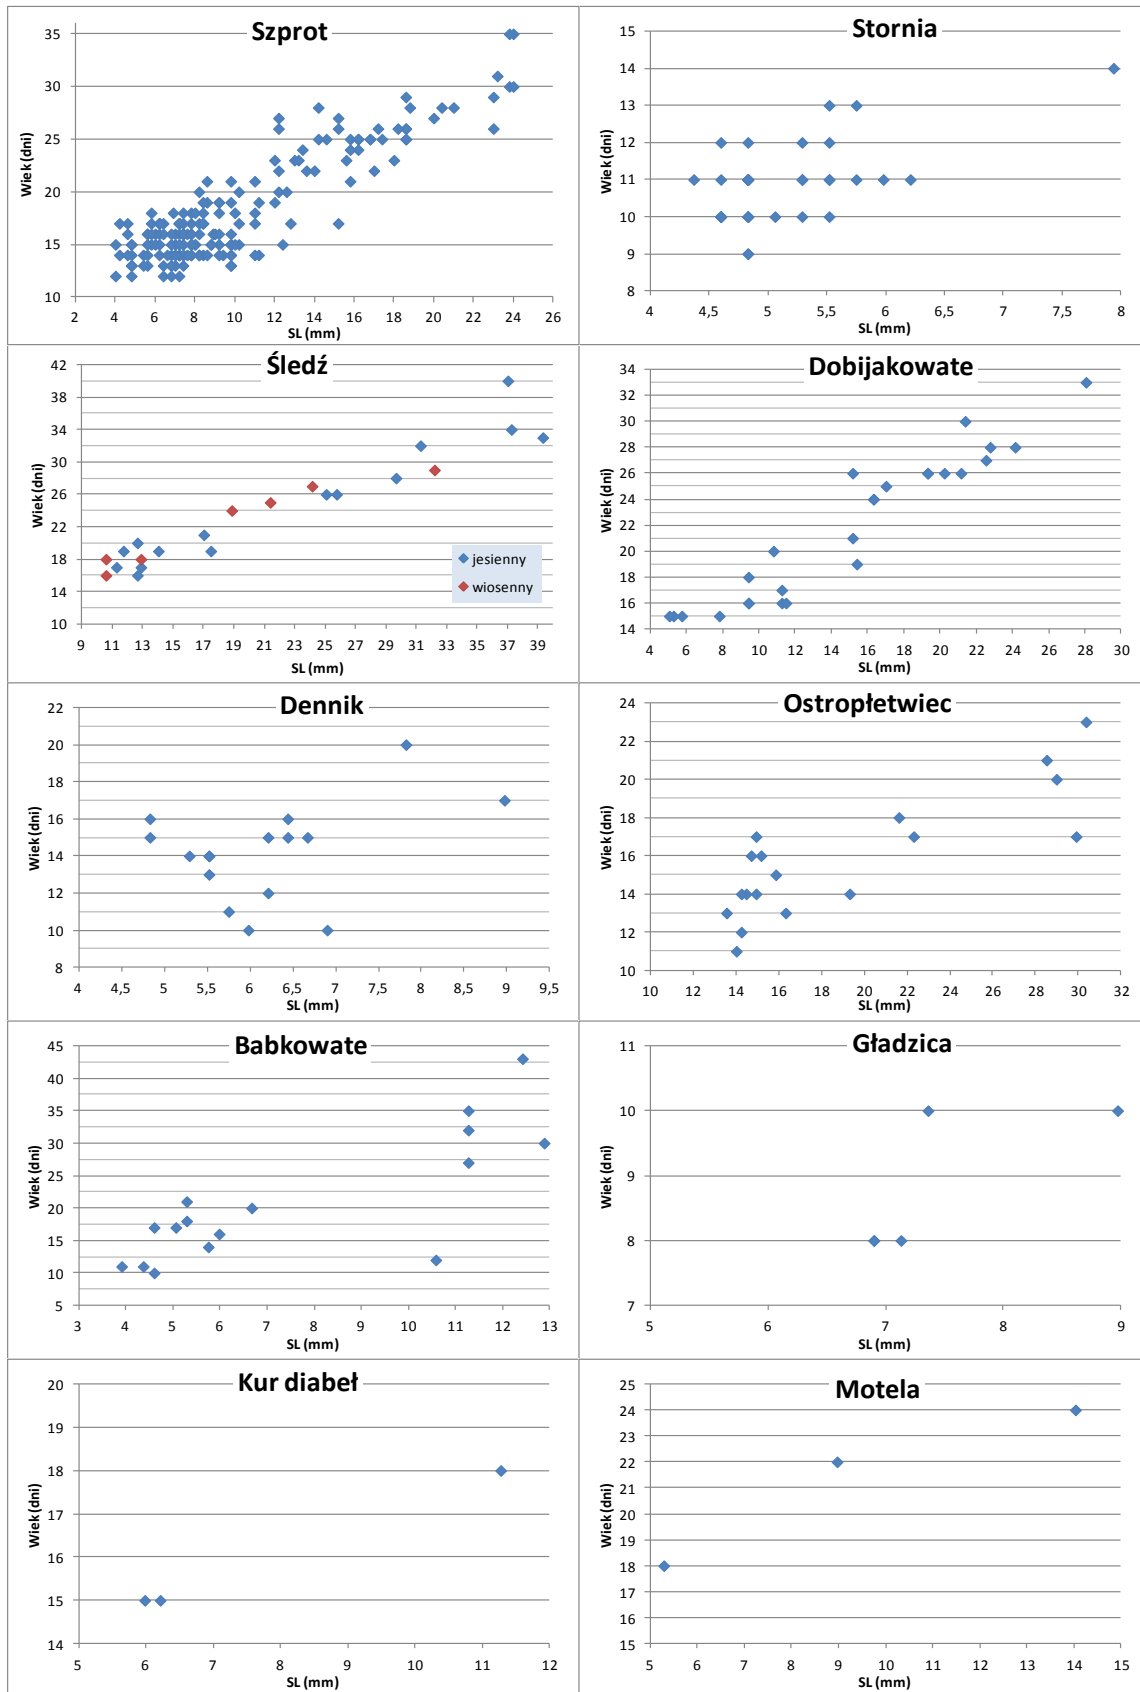 Szprot
35
30
25
20
15
10
Wiek (dni)
2 4 6 8 10 12 14 16 18 20 22 24 26
SL (mm)
Stornia
15
14
13
12
11
10
9
8
Wiek (dni)
4 4,5 5 5,5 6 6,5 7 7,5 8
SL (mm)
Śledź
42
38
34
30
26
22
18
14
10
Wiek (dni)
jesienny
wiosenny
9 11 13 15 17 19 21 23 25 27 29 31 33 35 37 39
SL (mm)
Dobijakowate
34
32
30
28
26
24
22
20
18
16
14
Wiek (dni)
4 6 8 10 12 14 16 18 20 22 24 26 28 30
SL (mm)
Dennik
22
20
18
16
14
12
10
8
Wiek (dni)
4 4,5 5 5,5 6 6,5 7 7,5 8 8,5 9 9,5
SL (mm)
Ostropłetwiec
24
22
20
18
16
14
12
10
Wiek (dni)
10 12 14 16 18 20 22 24 26 28 30 32
SL (mm)
Babkowate
45
40
35
30
25
20
15
10
5
Wiek (dni)
3 4 5 6 7 8 9 10 11 12 13
SL (mm)
Gładzica
11
10
9
8
7
Wiek (dni)
5 6 7 8 9
SL (mm)
Kur diabeł
20
19
18
17
16
15
14
Wiek (dni)
5 6 7 8 9 10 11 12
SL (mm)
Motela
25
24
23
22
21
20
19
18
17
16
15
Wiek (dni)
5 6 7 8 9 10 11 12 13 14 15
SL (mm)